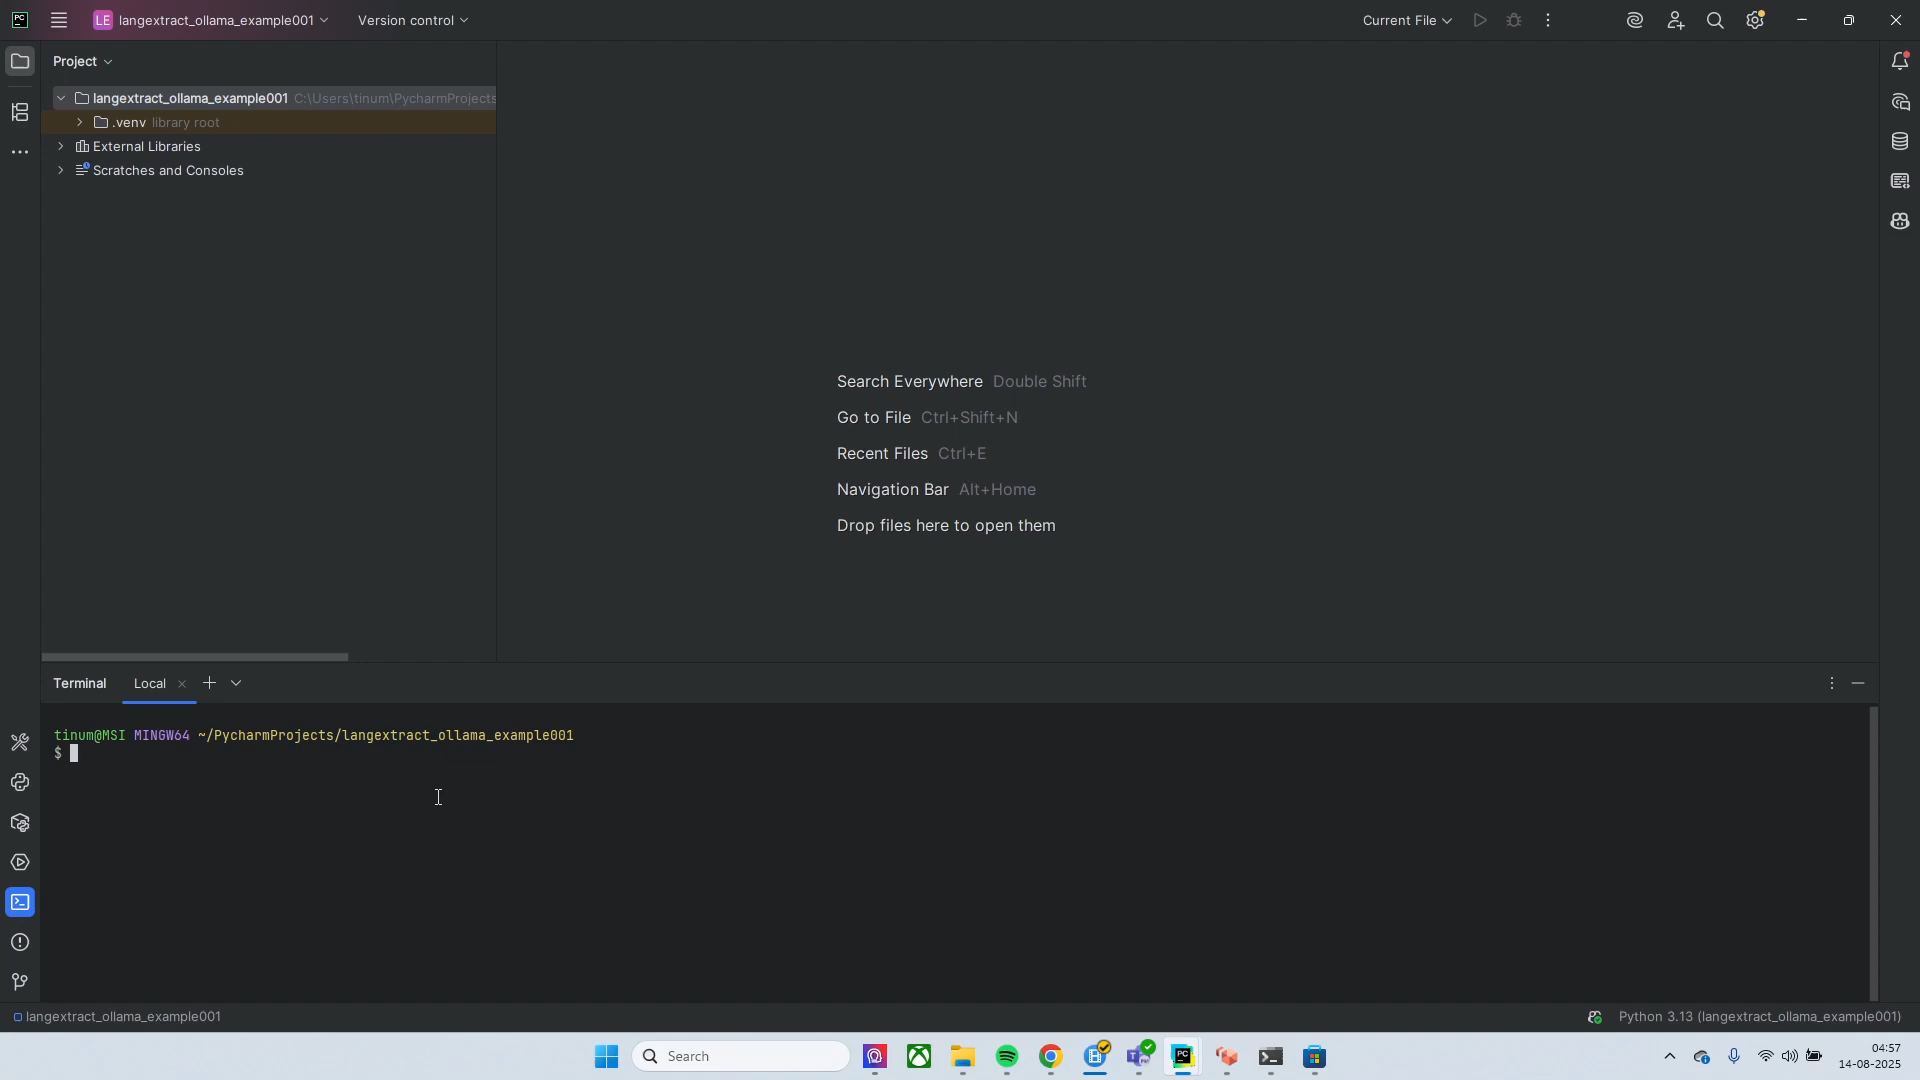 PC
LE langextract_ollama_example001
Version control
Current File
Project
langextract_ollama_example001 C:\Users\tinum\PycharmProjects
.venv library root
External Libraries
Scratches and Consoles
Search Everywhere Double Shift
Go to File Ctrl+Shift+N
Recent Files Ctrl+E
Navigation Bar Alt+Home
Drop files here to open them
Terminal Local
tinum@MSI MINGW64 ~/PycharmProjects/langextract_ollama_example001
$
langextract_ollama_example001
Python 3.13 (langextract_ollama_example001)
Search
PC
04:57
14-08-2025